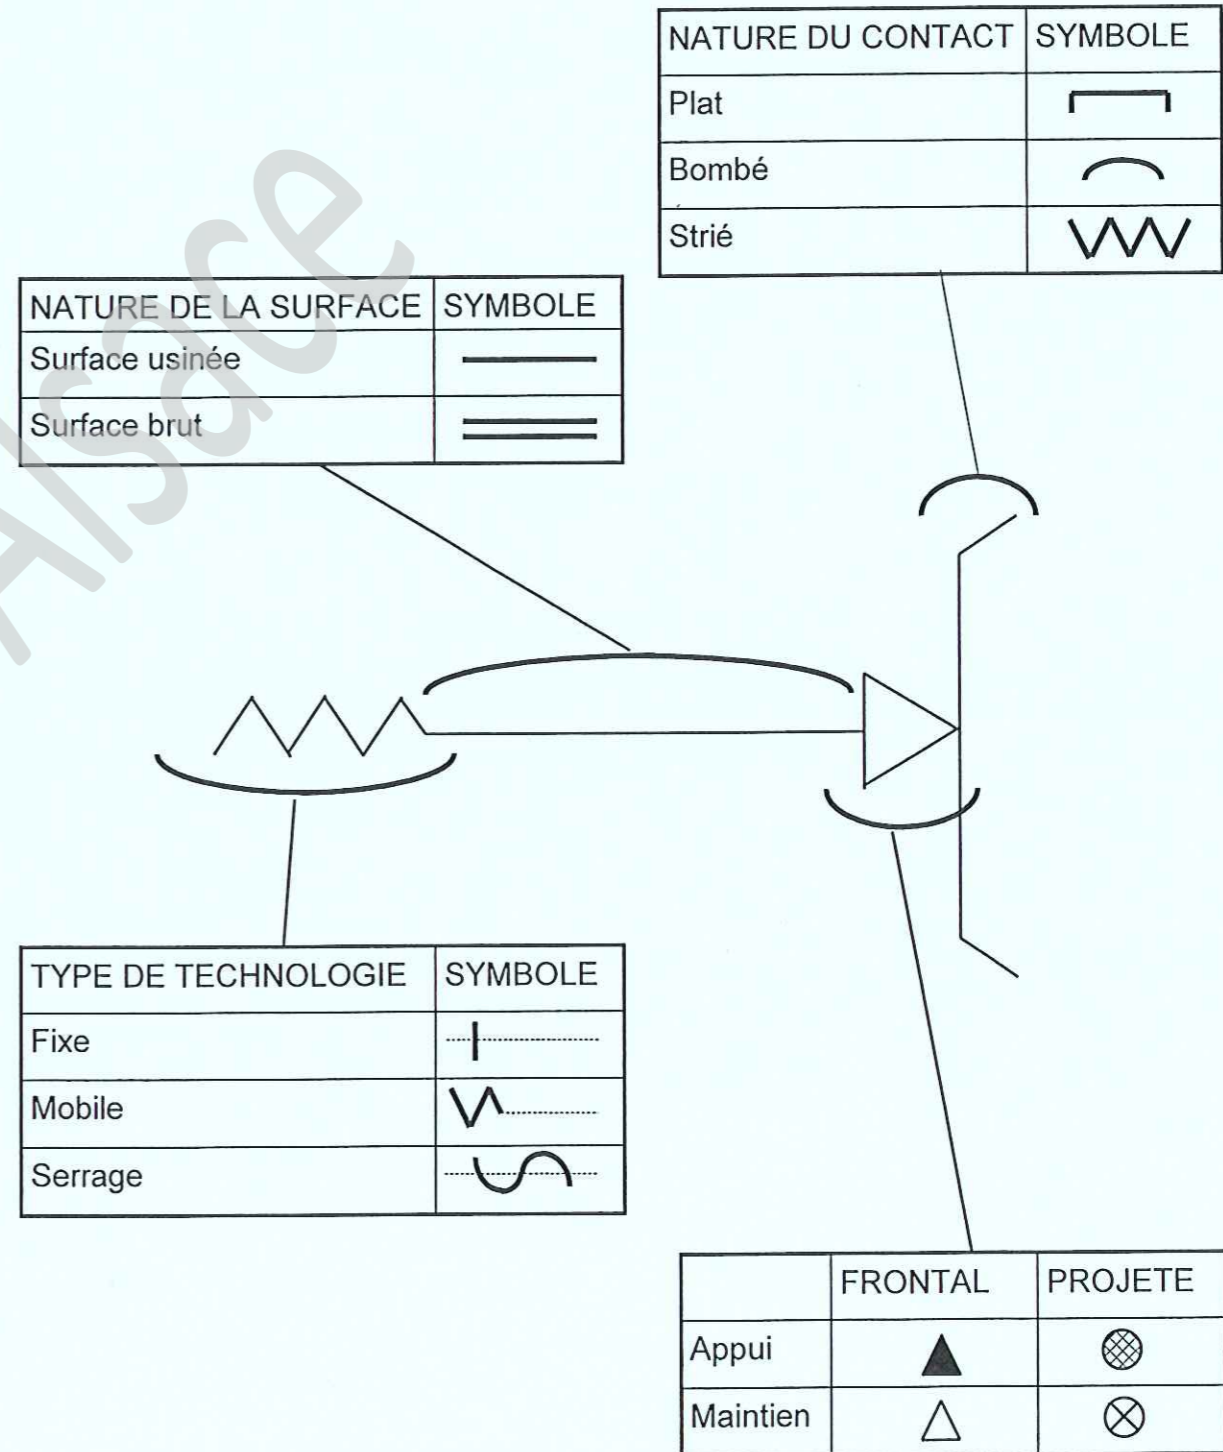 NATURE DU CONTACT SYMBOLE
Plat
Bombé
Strié
NATURE DE LA SURFACE SYMBOLE
Surface usinée
Surface brut
Alsace
TYPE DE TECHNOLOGIE SYMBOLE
Fixe
Mobile
Serrage
FRONTAL PROJETE
Appui
Maintien